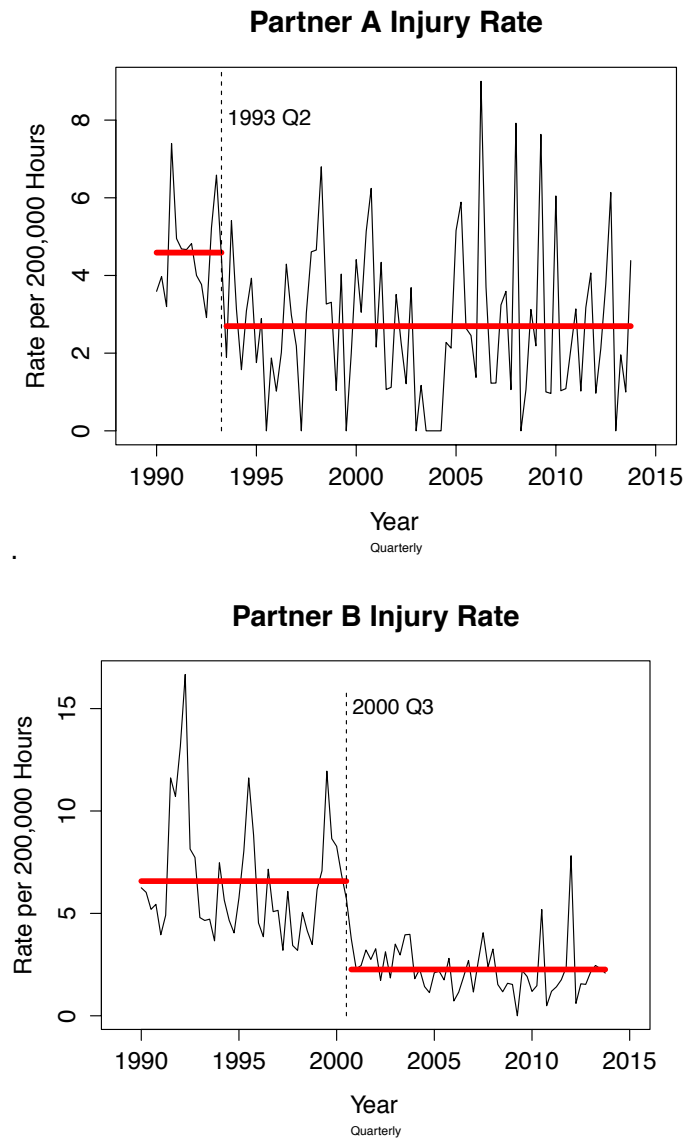 Partner A Injury Rate
1993 Q2
Rate per 200,000 Hours
8
6
4
2
0
1990 1995 2000 2005 2010 2015
Year
Quarterly
.
Partner B Injury Rate
2000 Q3
Rate per 200,000 Hours
15
10
5
0
1990 1995 2000 2005 2010 2015
Year
Quarterly